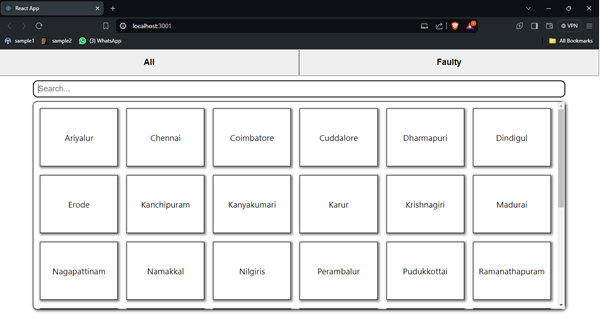 React App
localhost:3001
VPN
sample1 sample2 (3) WhatsApp All Bookmarks
All Faulty
Search...
Ariyalur Chennai Coimbatore Cuddalore Dharmapuri Dindigul
Erode Kanchipuram Kanyakumari Karur Krishnagiri Madurai
Nagapattinam Namakkal Nilgiris Perambalur Pudukkottai Ramanathapuram